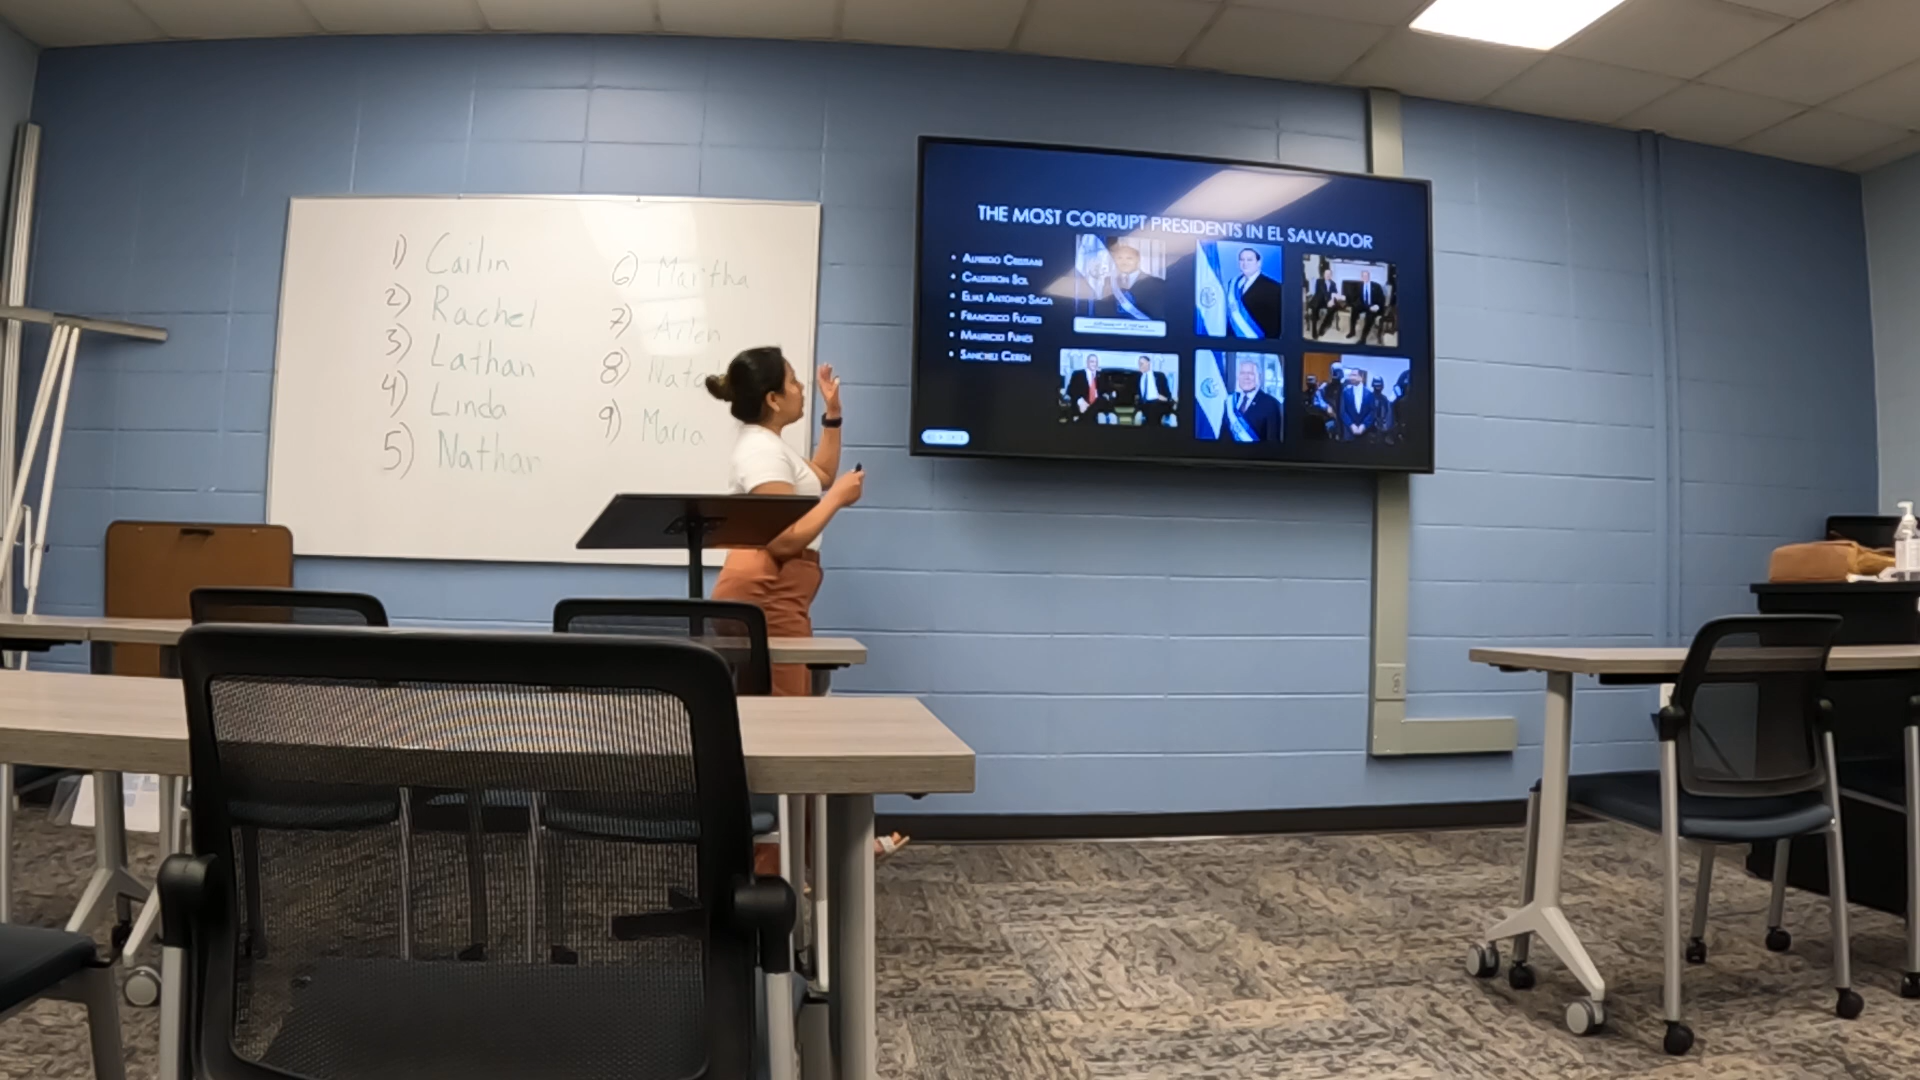 1) Cailin
2) Rachel
3) Lathan
4) Linda
5) Nathan
6) Martha
7) Arlen
8)
9) Maria
THE MOST CORRUPT PRESIDENTS IN EL SALVADOR
• ALFREDO CRISTIANI
• CALDERON SOL
• ELIAS ANTONIO SACA
• FRANCISCO FLORES
• MAURICIO FUNES
• SANCHEZ CEREN